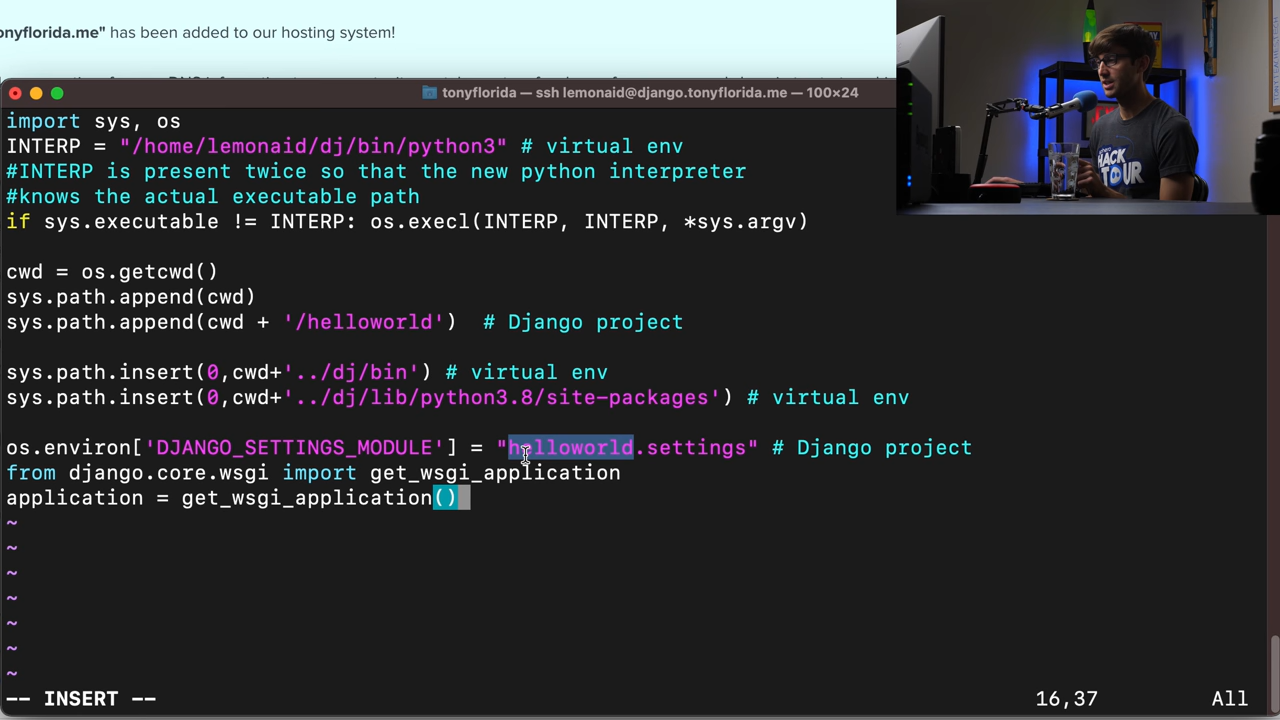 onyflorida.me" has been added to our hosting system!
tonyflorida — ssh lemonaid@django.tonyflorida.me — 100×24
import sys, os
INTERP = "/home/lemonaid/dj/bin/python3" # virtual env
#INTERP is present twice so that the new python interpreter
#knows the actual executable path
if sys.executable != INTERP: os.execl(INTERP, INTERP, *sys.argv)
cwd = os.getcwd()
sys.path.append(cwd)
sys.path.append(cwd + '/helloworld')  # Django project
sys.path.insert(0,cwd+'../dj/bin') # virtual env
sys.path.insert(0,cwd+'../dj/lib/python3.8/site-packages') # virtual env
os.environ['DJANGO_SETTINGS_MODULE'] = "helloworld.settings" # Django project
from django.core.wsgi import get_wsgi_application
application = get_wsgi_application()
~
~
~
~
~
~
~
-- INSERT -- 16,37 All
HACK
TOUR